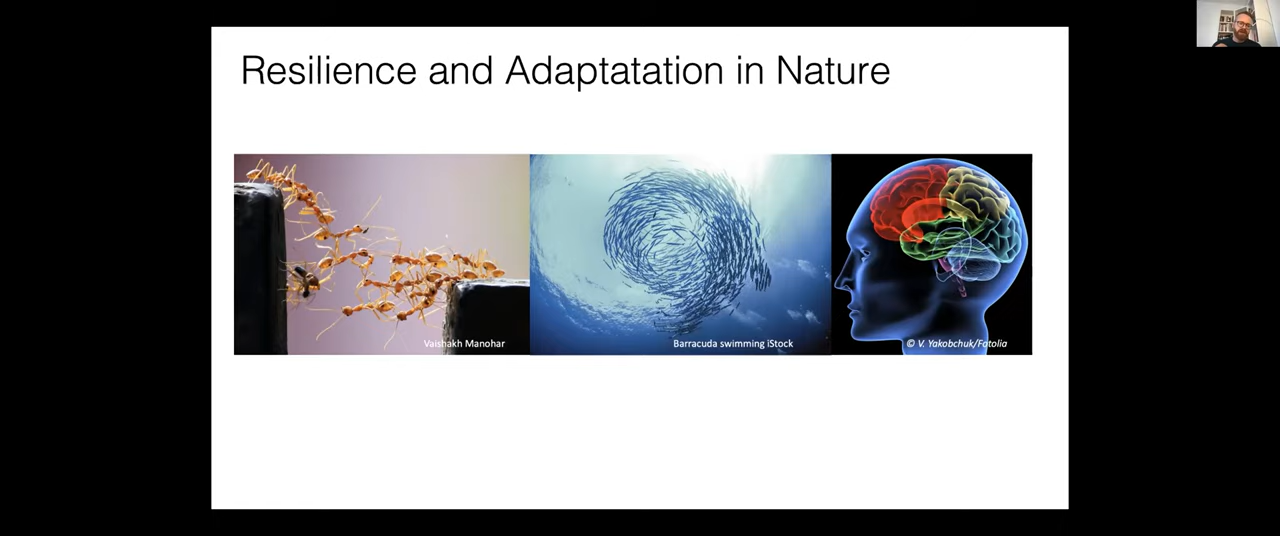 Resilience and Adaptatation in Nature
Vaishakh Manohar
Barracuda swimming iStock
© V. Yakobchuk/Fotolia